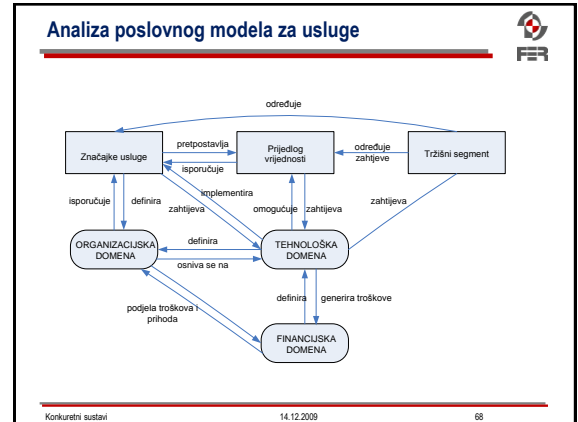 Analiza poslovnog modela za usluge
FER
određuje
Značajke usluge
pretpostavlja
isporučuje
Prijedlog
vrijednosti
određuje
zahtjeve
Tržišni segment
isporučuje
definira
implementira
zahtijeva
omogućuje
zahtijeva
zahtijeva
ORGANIZACIJSKA
DOMENA
definira
osniva se na
TEHNOLOŠKA
DOMENA
podjela troškova i
prihoda
definira
generira troškove
FINANCIJSKA
DOMENA
Konkuretni sustavi
14.12.2009
68